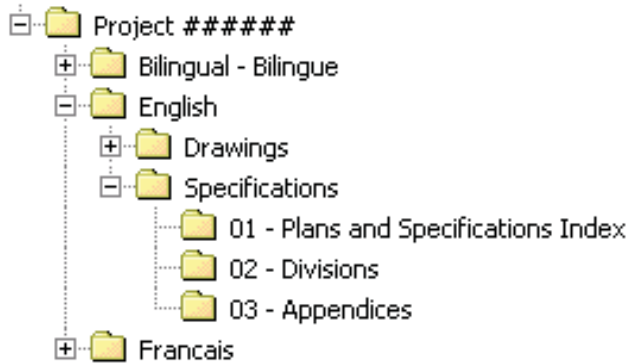 Project ######
Bilingual - Bilingue
English
Drawings
Specifications
01 - Plans and Specifications Index
02 - Divisions
03 - Appendices
Francais